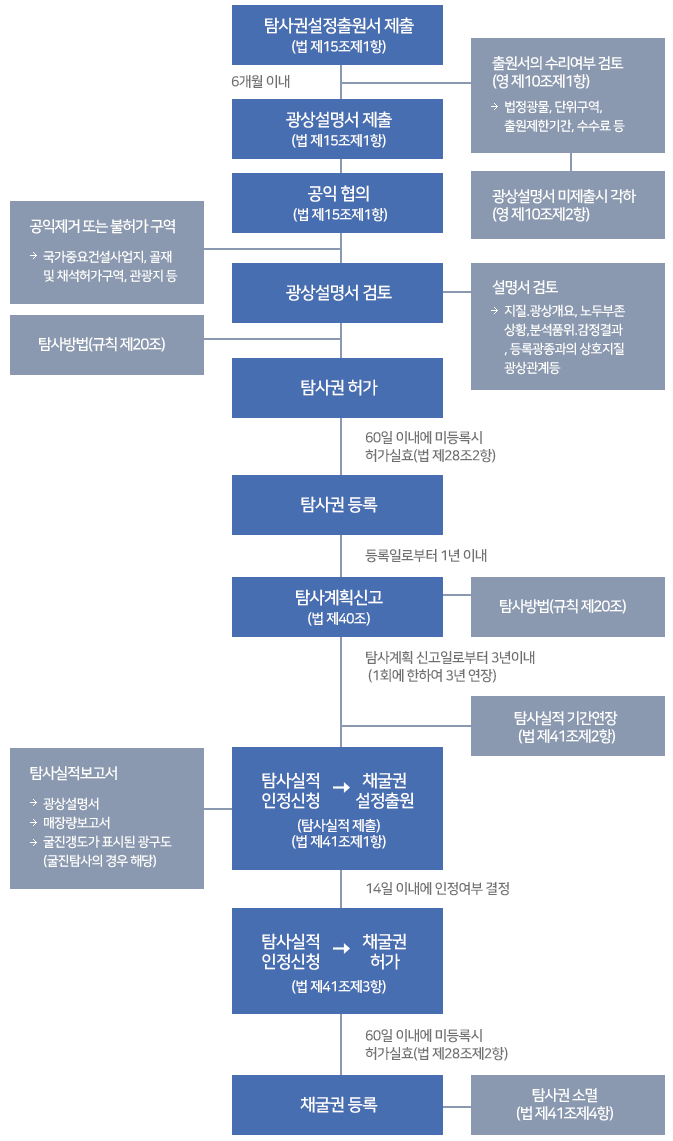 탐사권설정출원서 제출
(법 제15조제1항)
6개월 이내
출원서의 수리여부 검토
(영 제10조제1항)
→ 법정광물, 단위구역,
출원제한기간, 수수료 등
광상설명서 제출
(법 제15조제1항)
광상설명서 미제출시 각하
(영 제10조제2항)
공익 협의
(법 제15조제1항)
공익제거 또는 불허가 구역
→ 국가중요건설사업지, 골재
및 채석허가구역, 관광지 등
광상설명서 검토
설명서 검토
→ 지질.광상개요, 노두부존
상황,분석품위.감정결과
, 등록광종과의 상호지질
광상관계등
탐사방법(규칙 제20조)
탐사권 허가
60일 이내에 미등록시
허가실효(법 제28조2항)
탐사권 등록
등록일로부터 1년 이내
탐사계획신고
(법 제40조)
탐사방법(규칙 제20조)
탐사계획 신고일로부터 3년이내
(1회에 한하여 3년 연장)
탐사실적 기간연장
(법 제41조제2항)
탐사실적보고서
→ 광상설명서
→ 매장량보고서
→ 굴진갱도가 표시된 광구도
(굴진탐사의 경우 해당)
탐사실적 → 채굴권
인정신청 설정출원
(탐사실적 제출)
(법 제41조제1항)
14일 이내에 인정여부 결정
탐사실적 → 채굴권
인정신청 허가
(법 제41조제3항)
60일 이내에 미등록시
허가실효(법 제28조제2항)
채굴권 등록
탐사권 소멸
(법 제41조제4항)